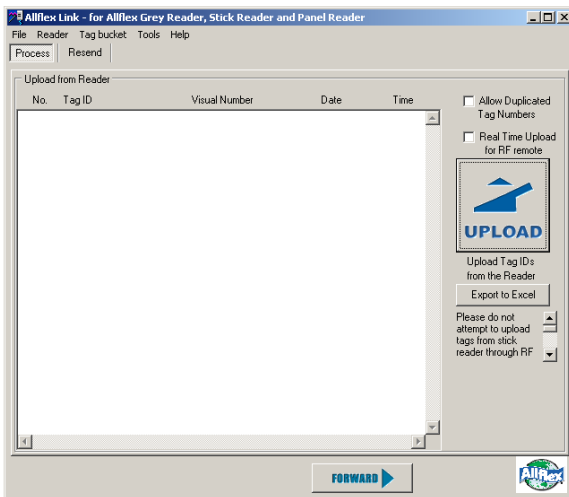 Allflex Link - for Allflex Grey Reader, Stick Reader and Panel Reader
File Reader Tag bucket Tools Help
Process Resend
Upload from Reader
No. Tag ID Visual Number Date Time
Allow Duplicated
Tag Numbers
Real Time Upload
for RF remote
UPLOAD
Upload Tag IDs
from the Reader
Export to Excel
Please do not
attempt to upload
tags from stick
reader through RF
FORWARD
Allflex